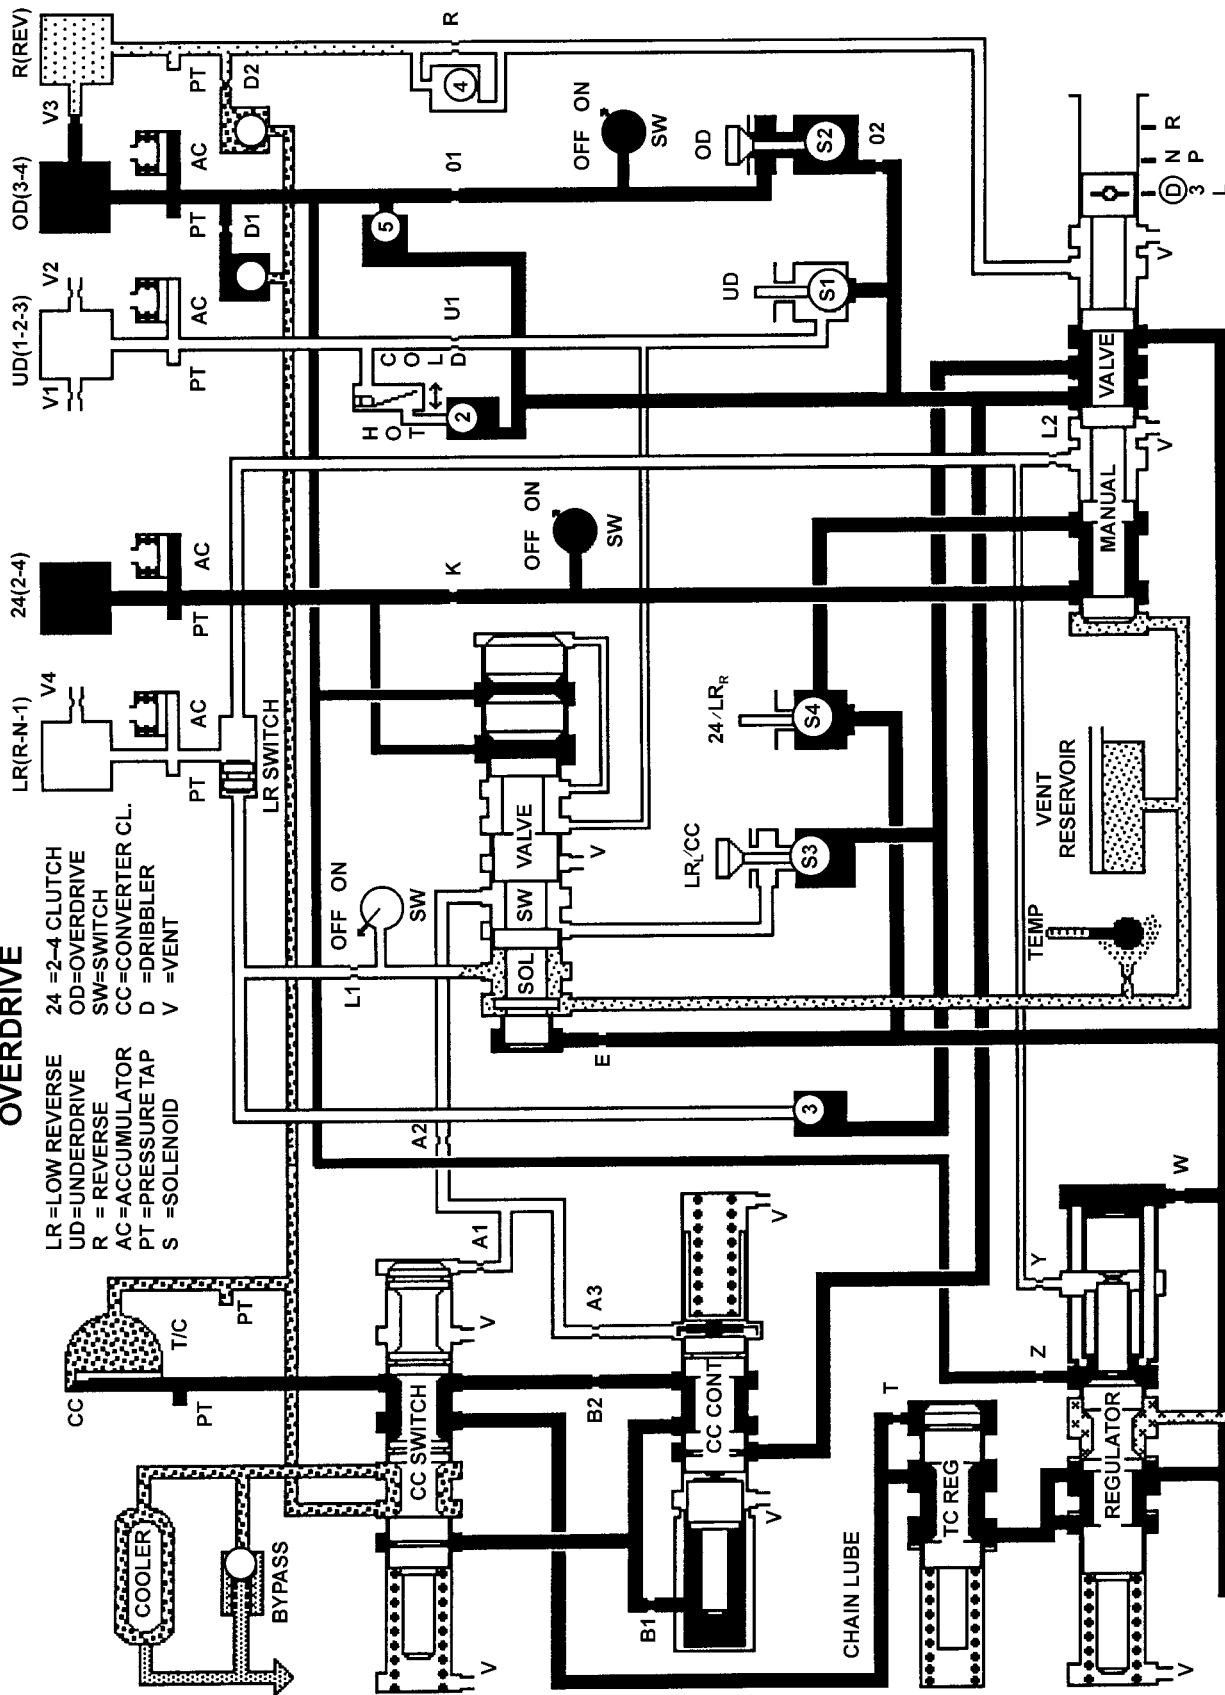 OVERDRIVE
LR =LOW REVERSE
UD=UNDERDRIVE
R = REVERSE
AC =ACCUMULATOR
PT =PRESSURE TAP
S =SOLENOID
24 =2–4 CLUTCH
OD=OVERDRIVE
SW=SWITCH
CC =CONVERTER CL.
D =DRIBBLER
V =VENT
LR(R-N-1)
V4
24(2-4)
V1
UD(1-2-3)
V2
OD(3-4)
V3
R(REV)
PT
AC
PT
AC
PT
AC
PT
AC
PT
LR SWITCH
D1
D2
COOLER
BYPASS
CC
T/C
PT
PT
L1
OFF ON
SW
K
OFF ON
SW
HOT
COLD
2
U1
5
01
4
R
OFF ON
SW
CC SWITCH
V
V
A1
A2
SOL
SW
VALVE
V
E
B2
A3
B1
CC CONT
V
V
3
LRL/CC
S3
24/LRR
S4
UD
S1
OD
S2
02
CHAIN LUBE
T
TC REG
Z
Y
W
REGULATOR
V
TEMP
VENT
RESERVOIR
L2
MANUAL
VALVE
V
V
D N R
3 P
L